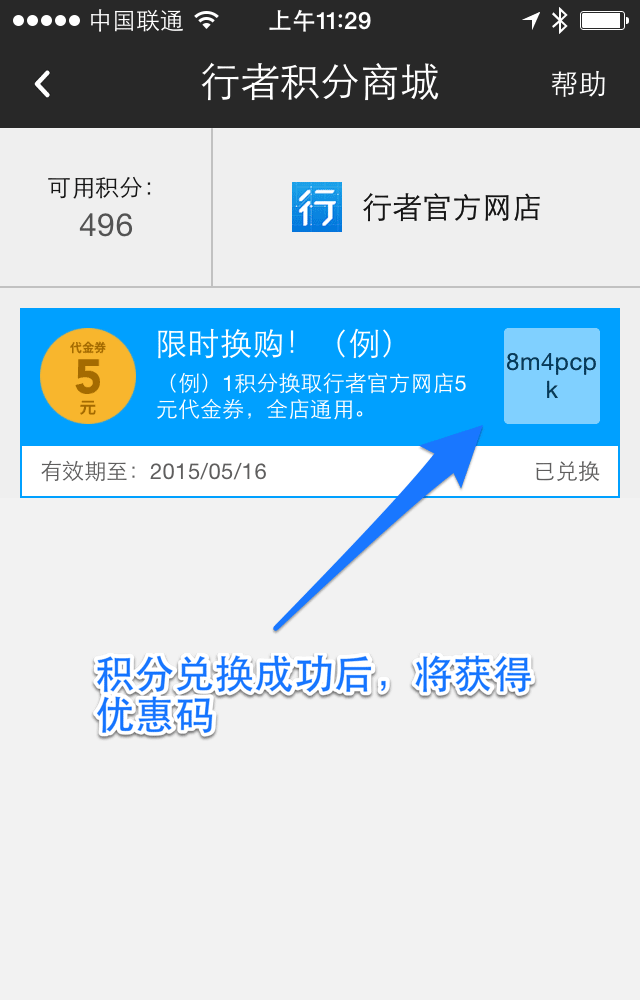 中国联通
上午11:29
行者积分商城
帮助
可用积分：
496
行
行者官方网店
代金券
5
元
限时换购！（例）
（例）1积分换取行者官方网店5
元代金券，全店通用。
8m4pcp
k
有效期至：2015/05/16
已兑换
积分兑换成功后，将获得
优惠码